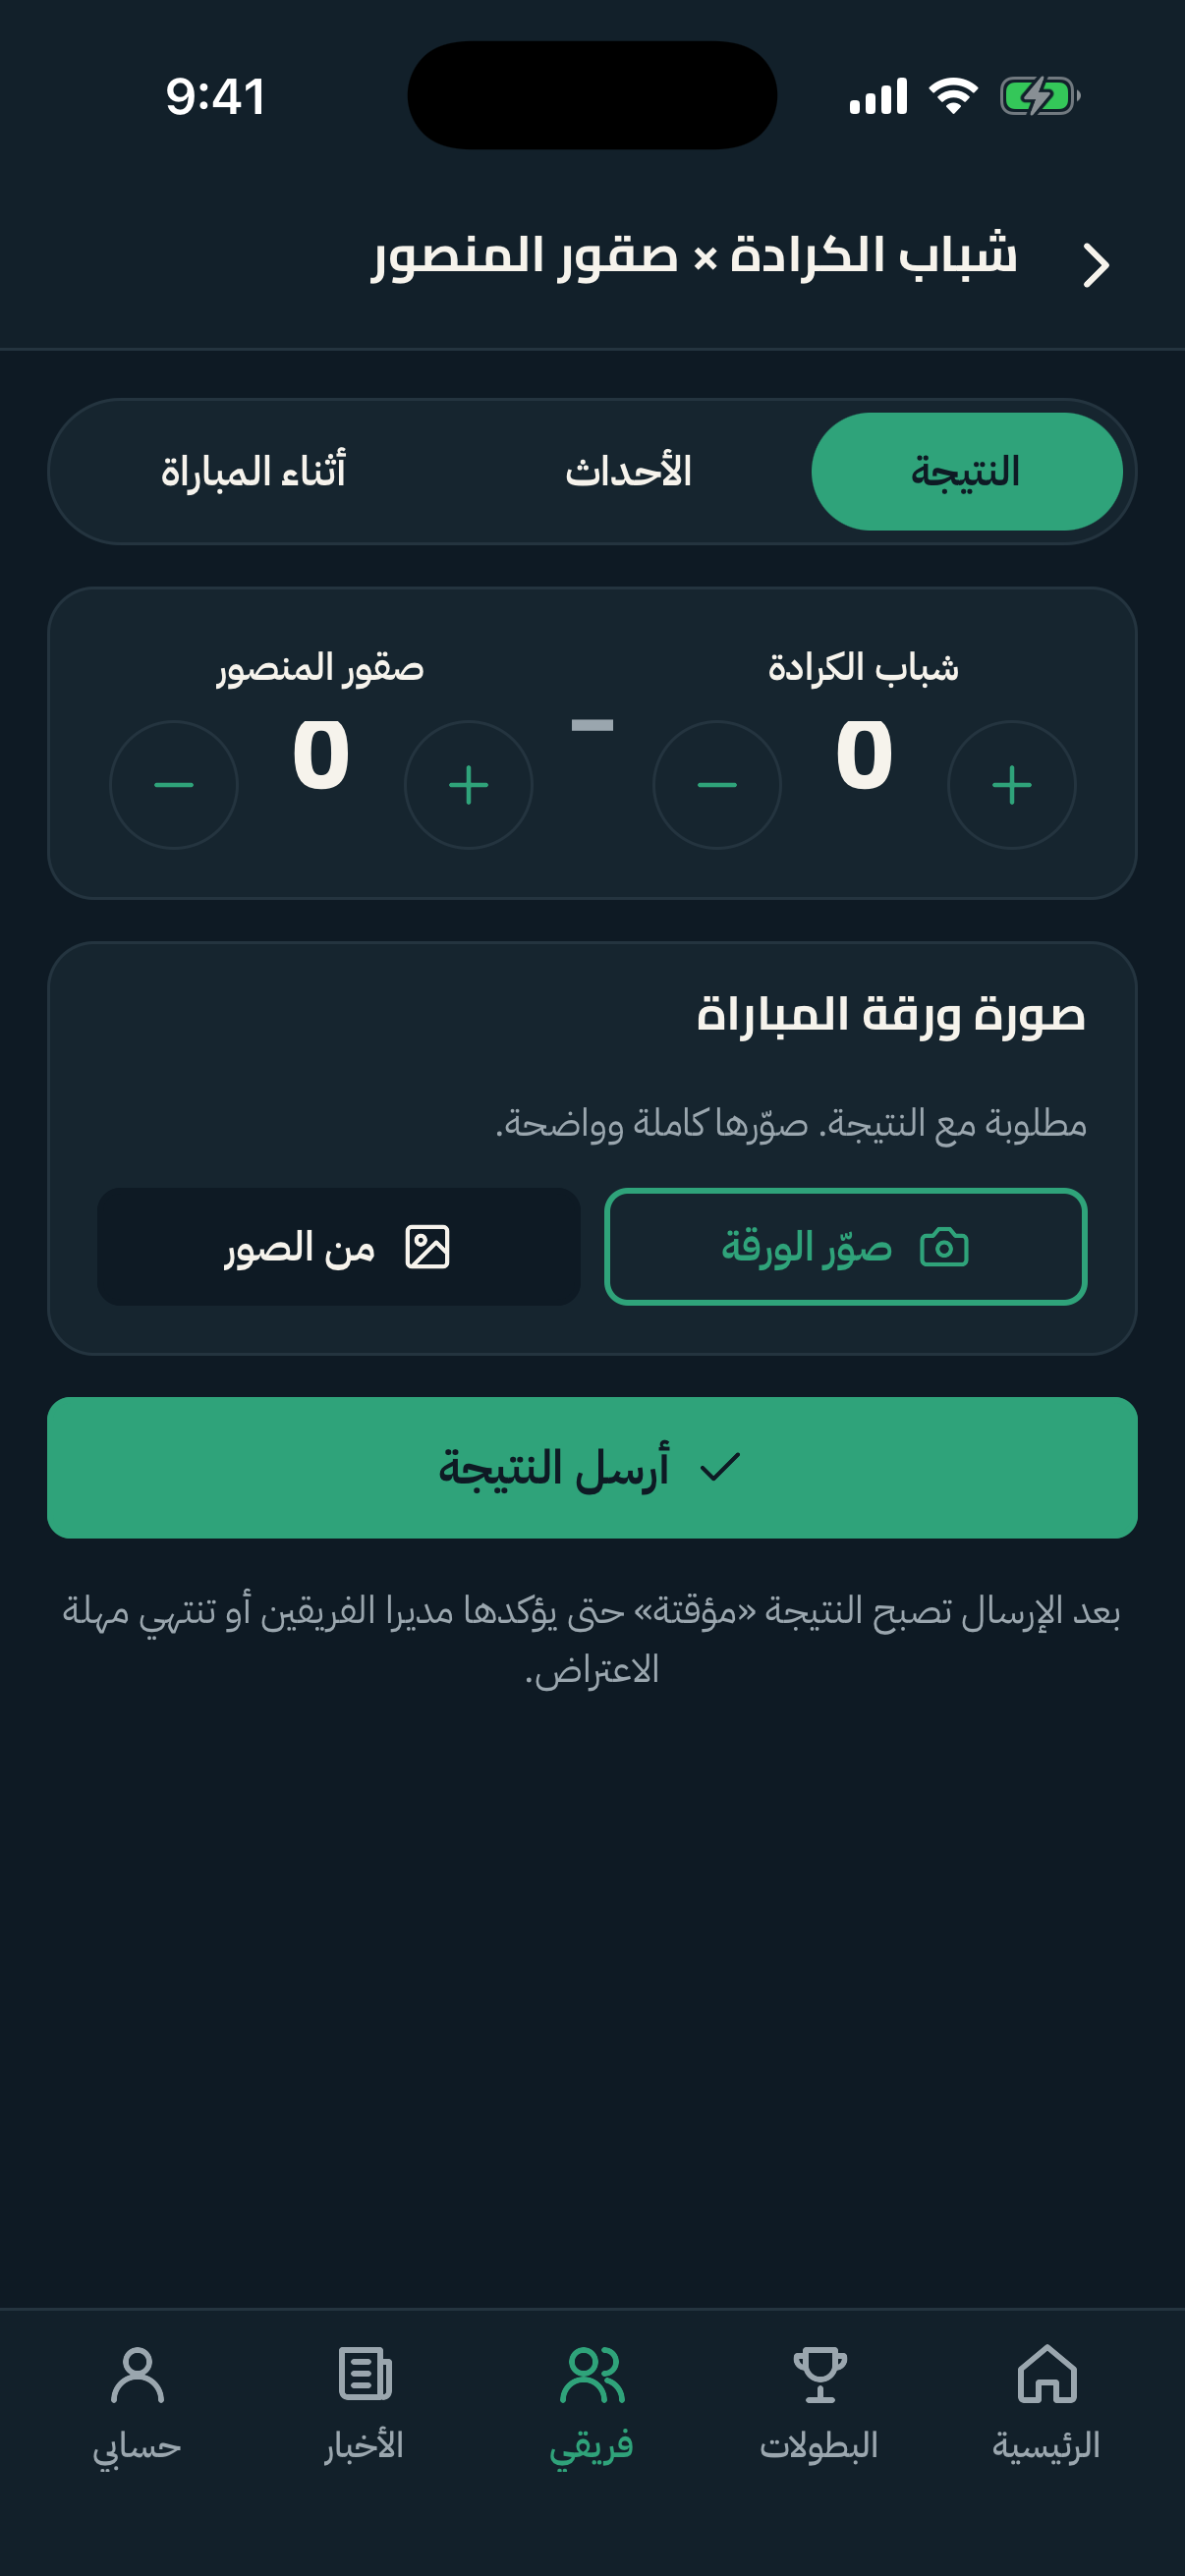 9:41
شباب الكرادة × صقور المنصور
النتيجة
الأحداث
أثناء المباراة
شباب الكرادة
صقور المنصور
+ 0 −
–
+ 0 −
صورة ورقة المباراة
مطلوبة مع النتيجة. صوّرها كاملة وواضحة.
صوّر الورقة
من الصور
أرسل النتيجة
بعد الإرسال تصبح النتيجة «مؤقتة» حتى يؤكدها مديرا الفريقين أو تنتهي مهلة
الاعتراض.
الرئيسية
البطولات
فريقي
الأخبار
حسابي